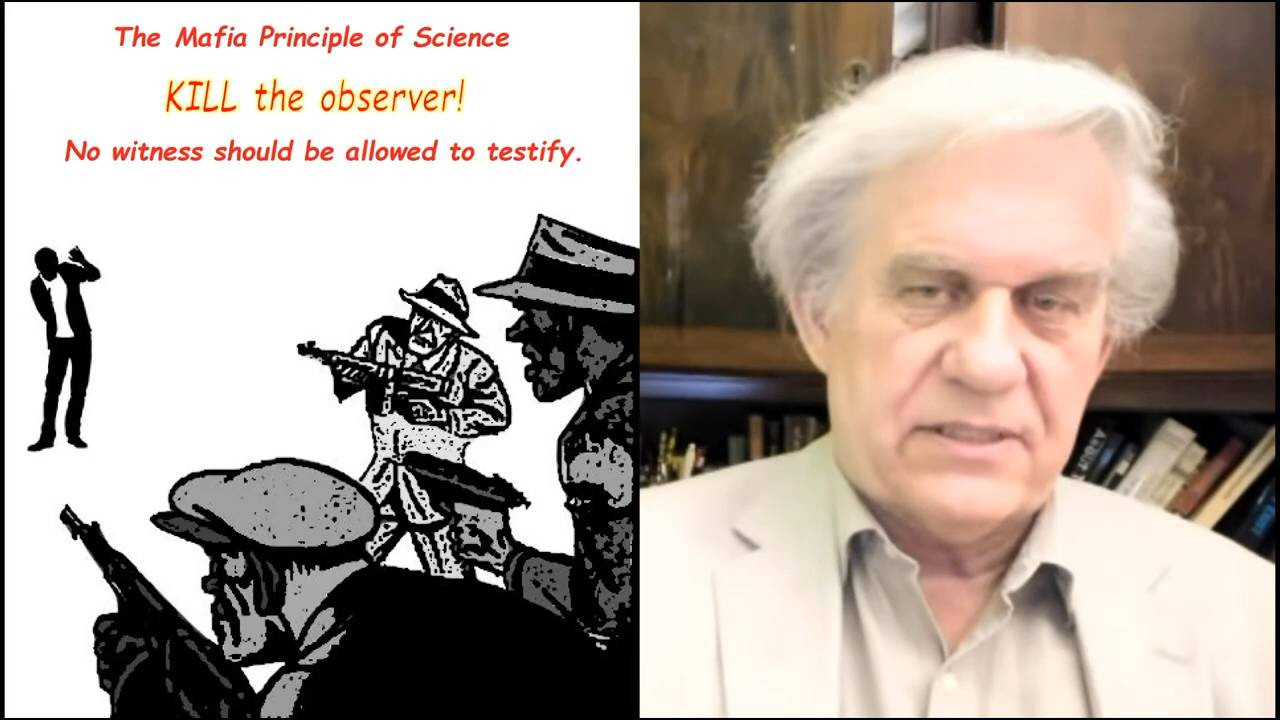 The Mafia Principle of Science
KILL the observer!
No witness should be allowed to testify.